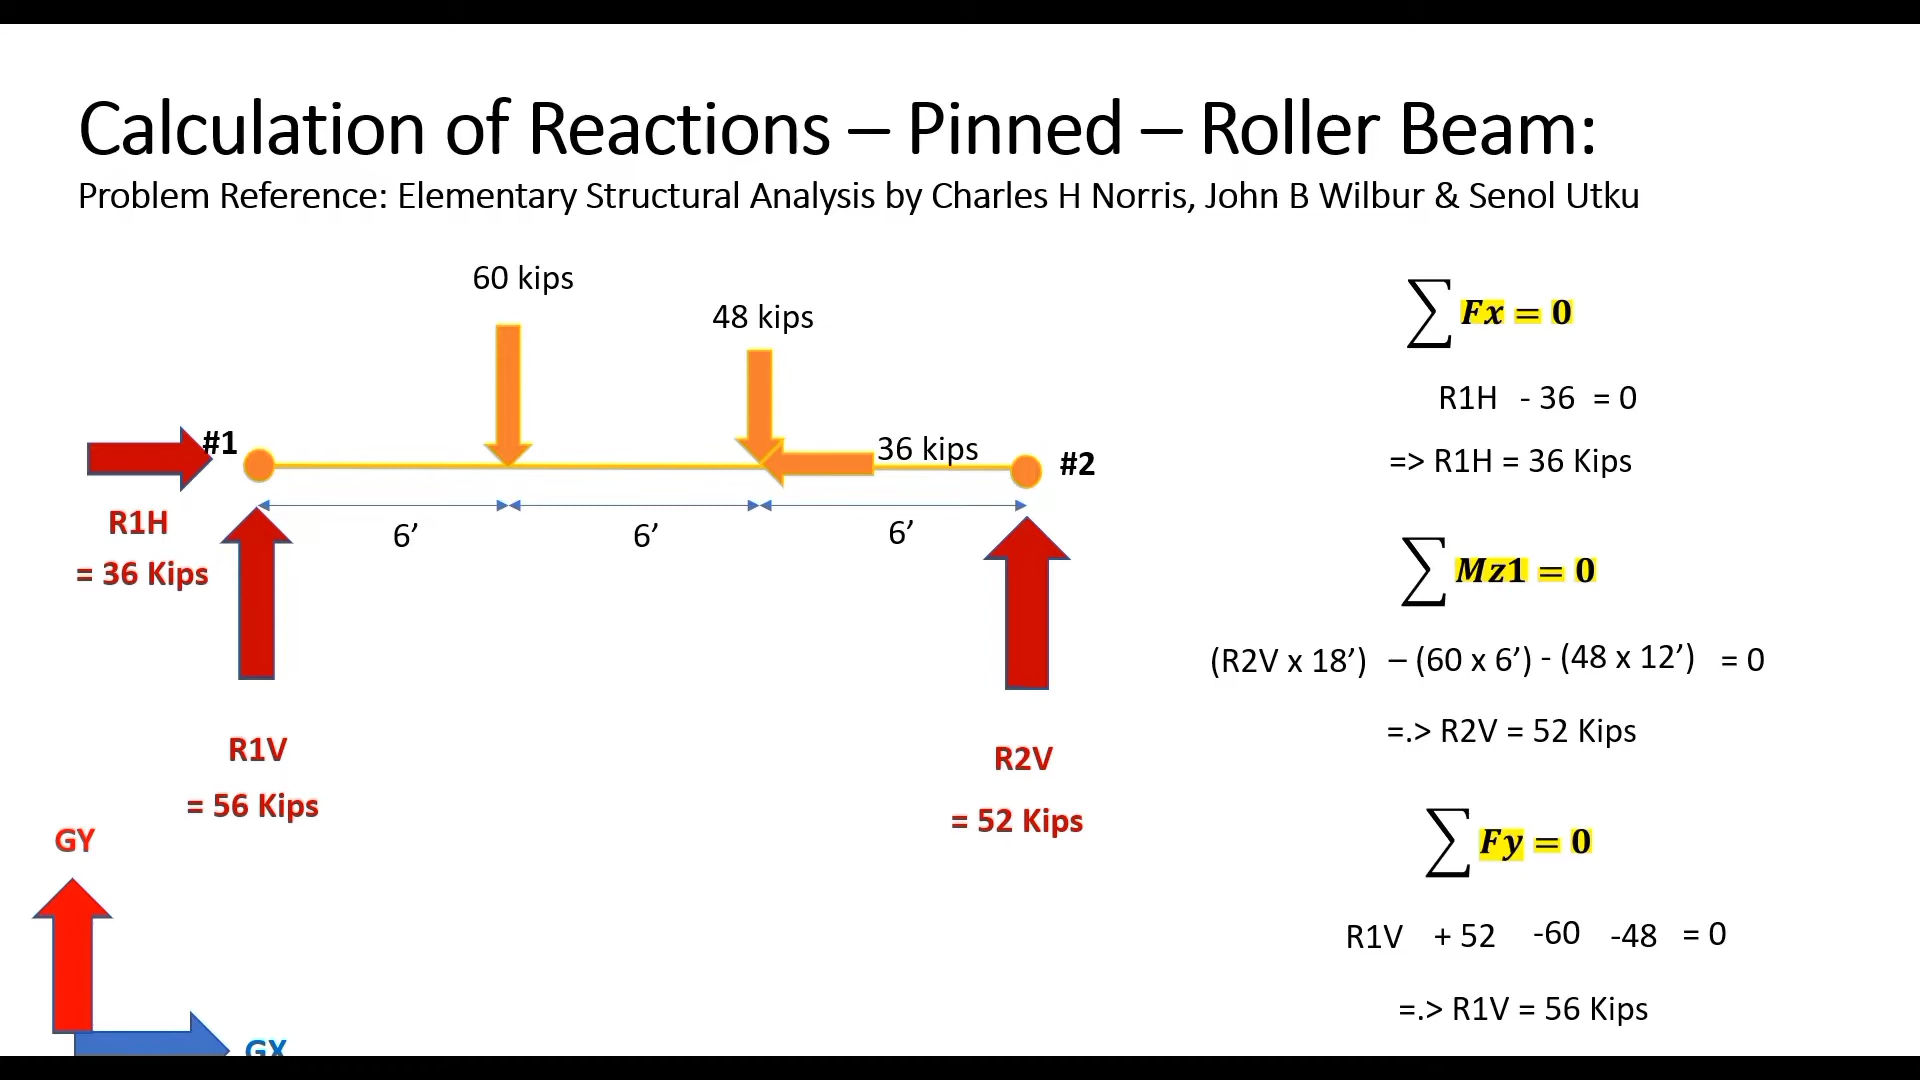 Calculation of Reactions – Pinned – Roller Beam:
Problem Reference: Elementary Structural Analysis by Charles H Norris, John B Wilbur & Senol Utku
60 kips
48 kips
#1
36 kips
#2
6’
6’
6’
R1H
= 36 Kips
R1V
= 56 Kips
R2V
= 52 Kips
GY
GX
∑ Fx = 0
R1H - 36 = 0
=> R1H = 36 Kips
∑ Mz1 = 0
(R2V x 18’) – (60 x 6’) - (48 x 12’) = 0
=.> R2V = 52 Kips
∑ Fy = 0
R1V + 52 -60 -48 = 0
=.> R1V = 56 Kips